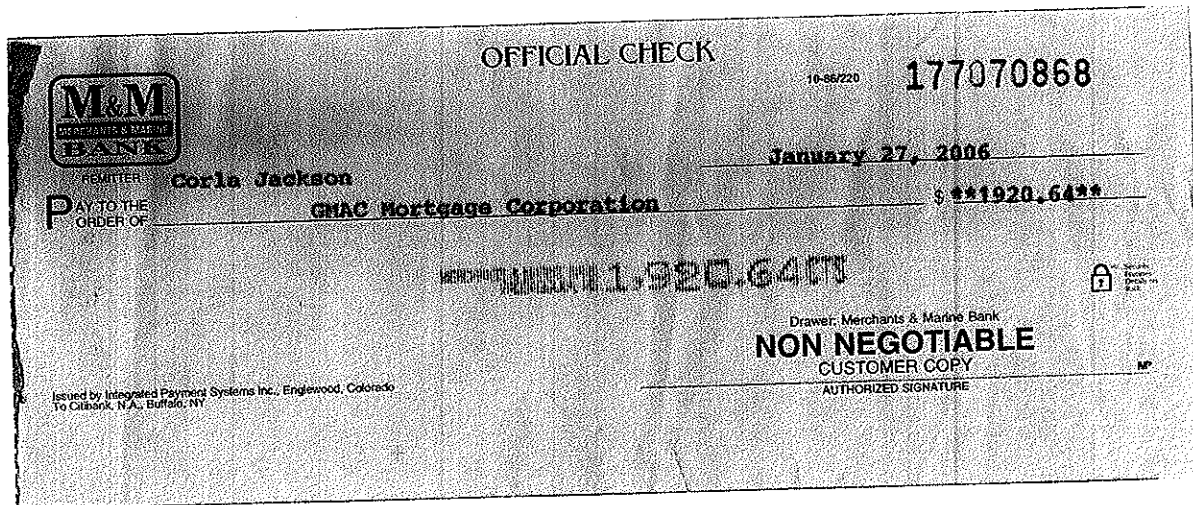 OFFICIAL CHECK
10-86/220 177070868
M&M
MERCHANTS & MARINE
BANK
January 27, 2006
REMITTER Corla Jackson
PAY TO THE
ORDER OF GMAC Mortgage Corporation $ **1920.64**
1,920.64
Drawer: Merchants & Marine Bank
NON NEGOTIABLE
CUSTOMER COPY
MP
AUTHORIZED SIGNATURE
Issued by Integrated Payment Systems Inc., Englewood, Colorado
To Citibank, N.A., Buffalo, NY